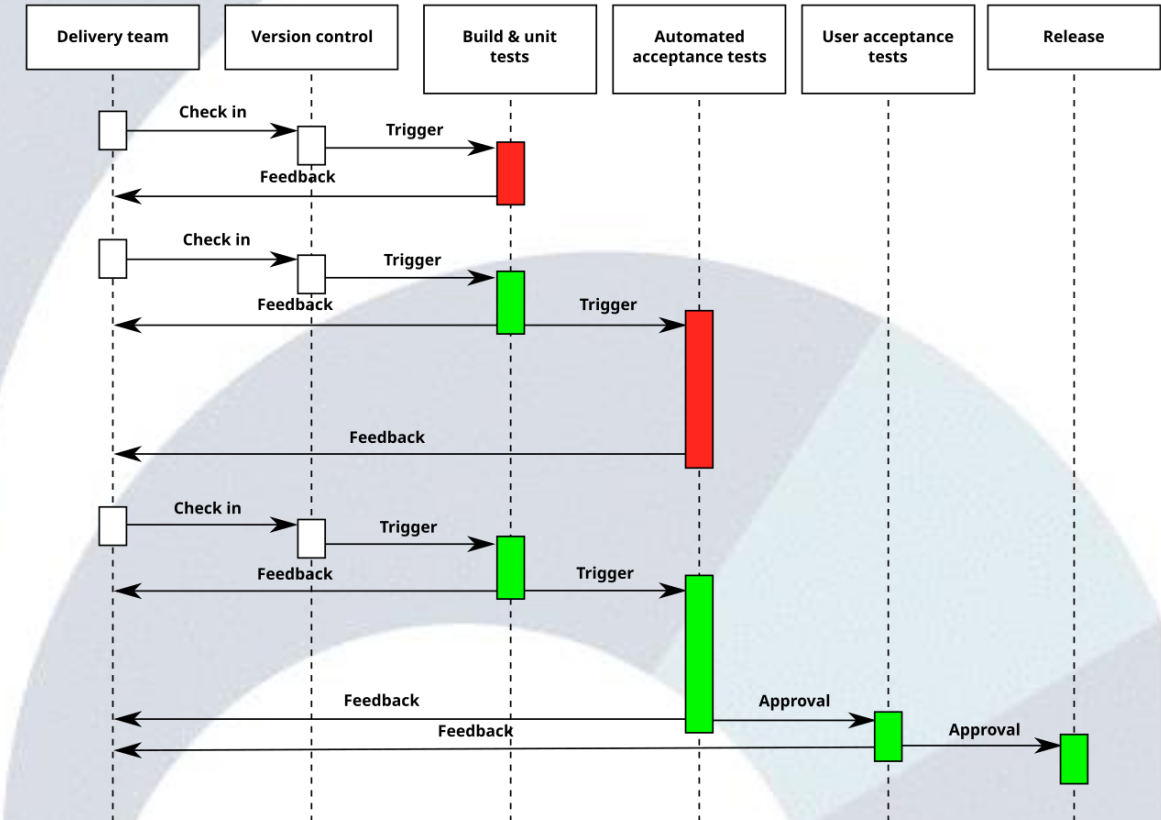 Delivery team
Version control
Build & unit
tests
Automated
acceptance tests
User acceptance
tests
Release
Check in
Trigger
Feedback
Check in
Trigger
Feedback
Trigger
Feedback
Check in
Trigger
Feedback
Trigger
Feedback
Approval
Feedback
Approval